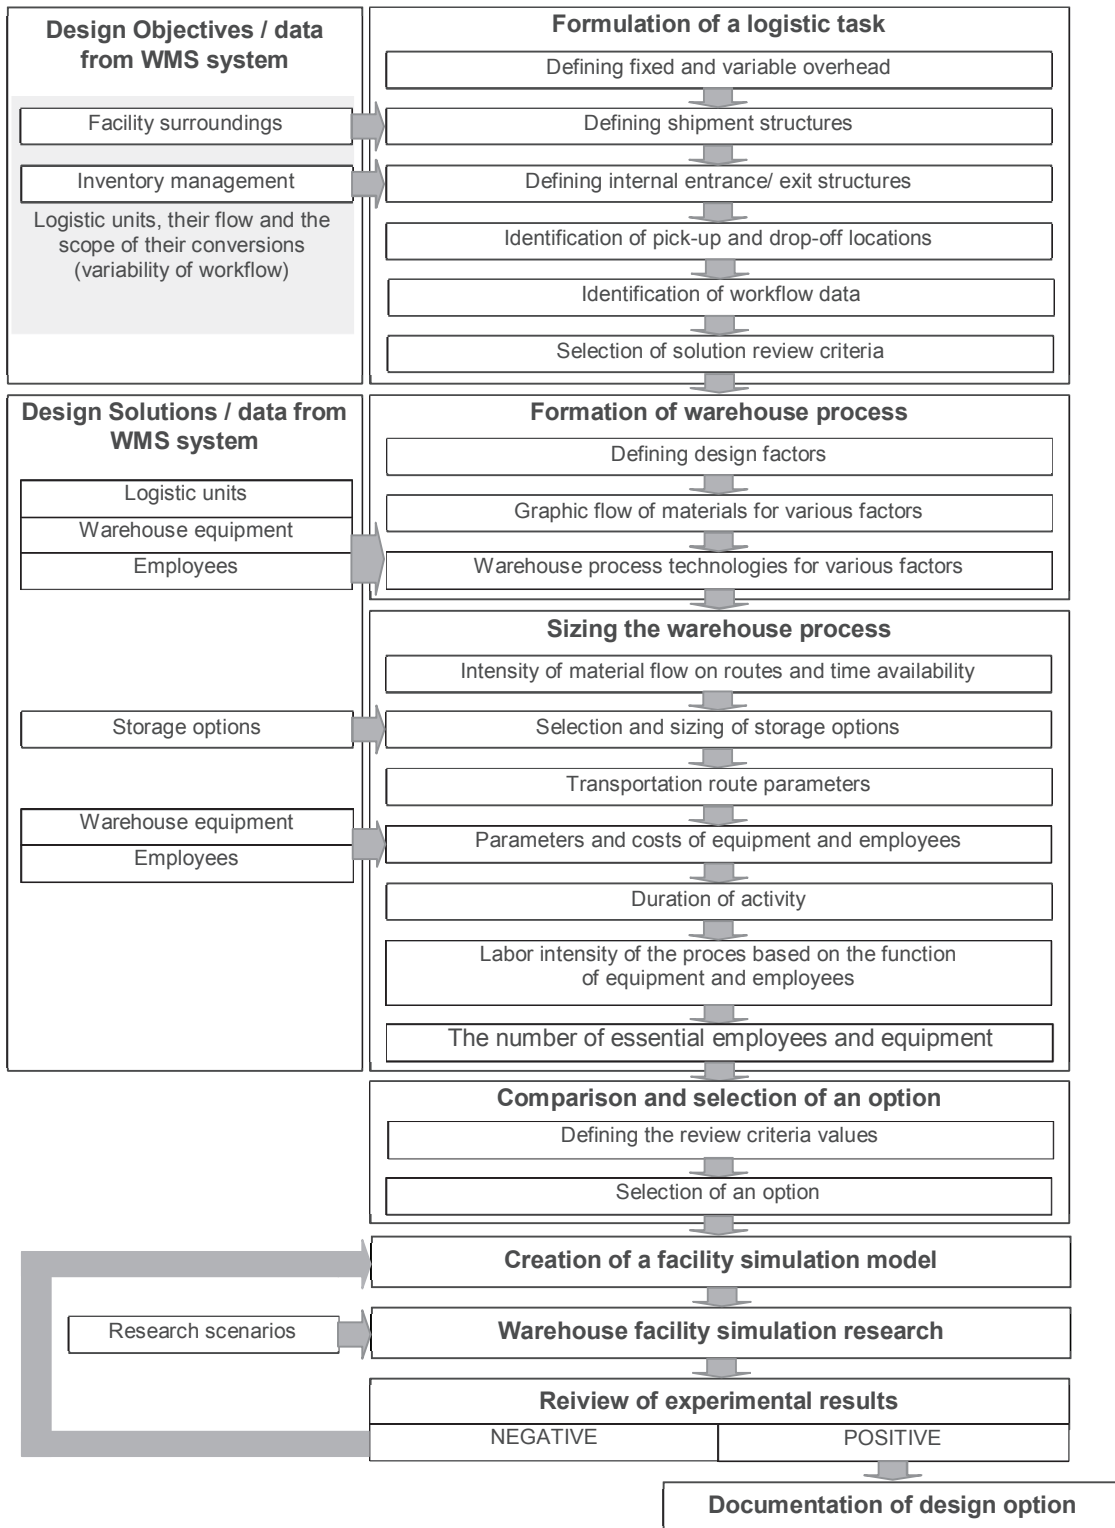 Design Objectives / data
from WMS system
Facility surroundings
Inventory management
Logistic units, their flow and the
scope of their conversions
(variability of workflow)
Formulation of a logistic task
Defining fixed and variable overhead
Defining shipment structures
Defining internal entrance/ exit structures
Identification of pick-up and drop-off locations
Identification of workflow data
Selection of solution review criteria
Design Solutions / data from
WMS system
Logistic units
Warehouse equipment
Employees
Storage options
Warehouse equipment
Employees
Formation of warehouse process
Defining design factors
Graphic flow of materials for various factors
Warehouse process technologies for various factors
Sizing the warehouse process
Intensity of material flow on routes and time availability
Selection and sizing of storage options
Transportation route parameters
Parameters and costs of equipment and employees
Duration of activity
Labor intensity of the proces based on the function
of equipment and employees
The number of essential employees and equipment
Comparison and selection of an option
Defining the review criteria values
Selection of an option
Creation of a facility simulation model
Research scenarios
Warehouse facility simulation research
Reiview of experimental results
NEGATIVE
POSITIVE
Documentation of design option